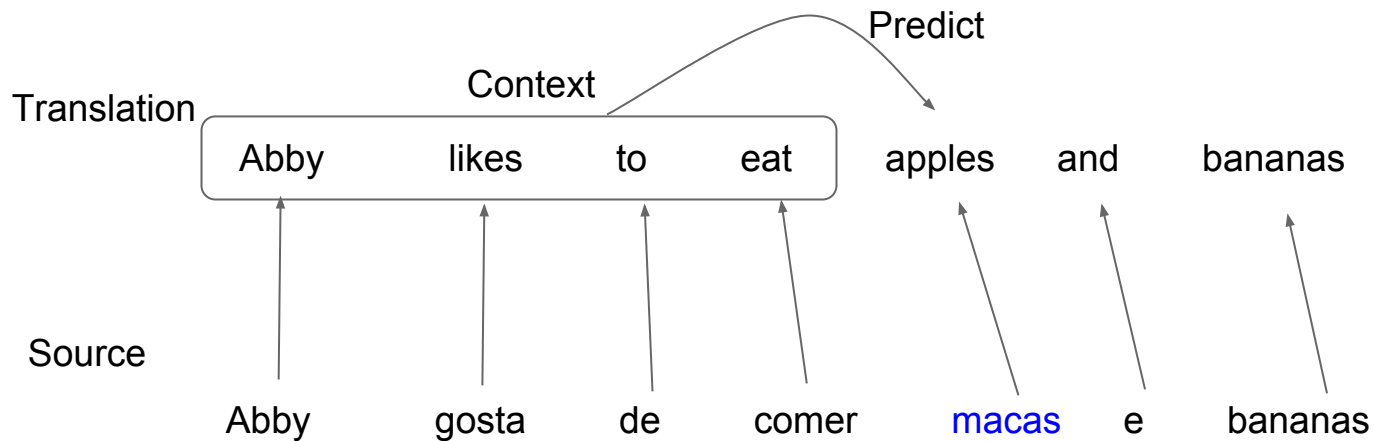 Predict
Context
Translation
Abby likes to eat apples and bananas
Source
Abby gosta de comer macas e bananas